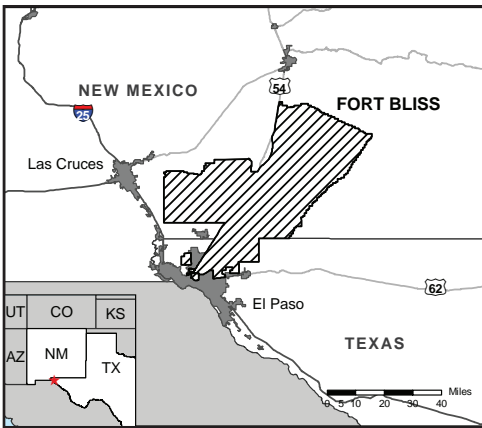 54
NEW MEXICO
FORT BLISS
25
Las Cruces
62
El Paso
UT
CO
KS
TEXAS
AZ
NM
TX
Miles
0 5 10 20 30 40